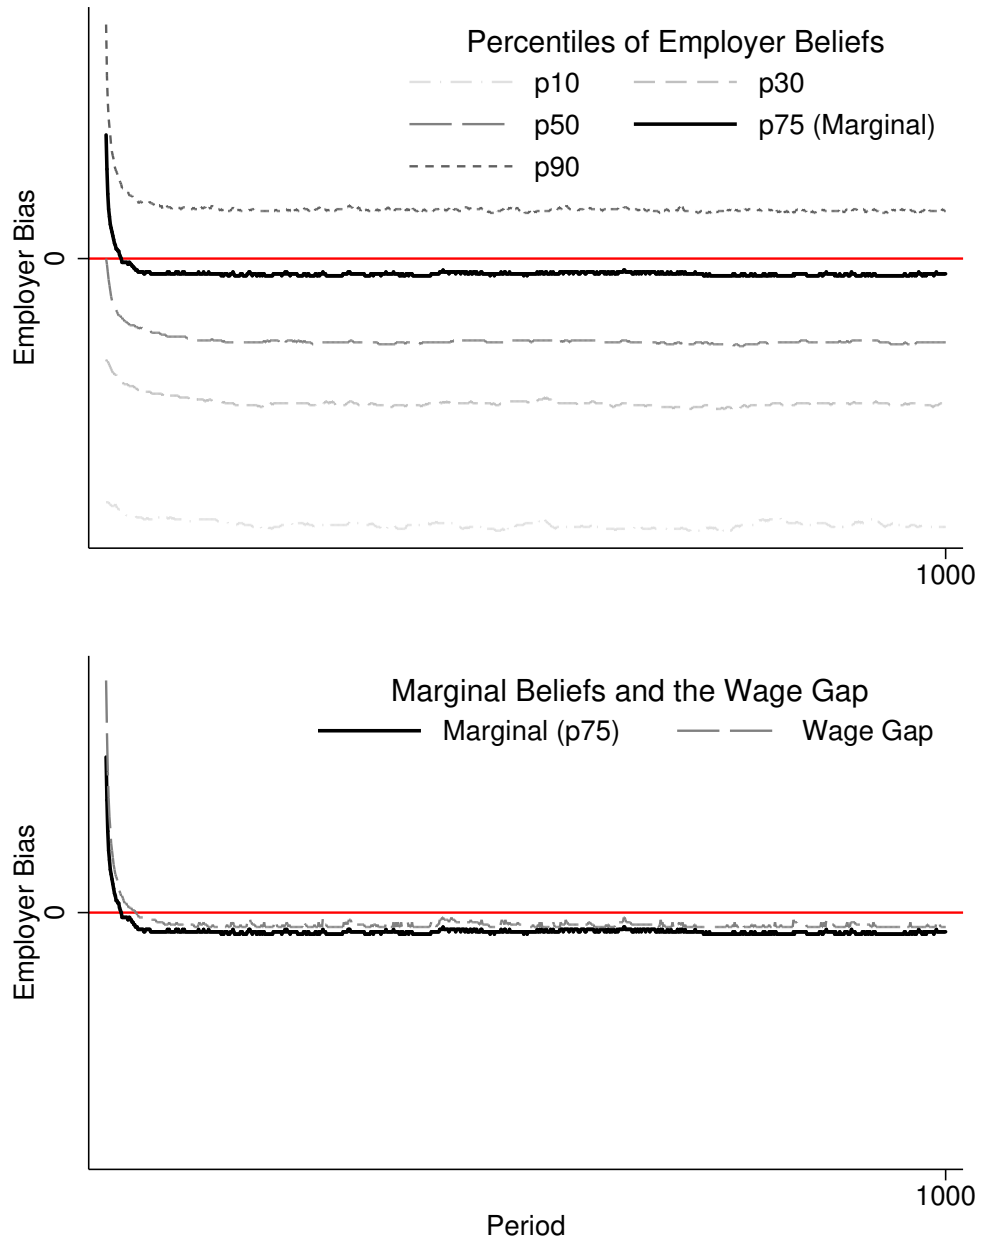 Percentiles of Employer Beliefs
p10 p30
p50 p75 (Marginal)
p90
Employer Bias
0
1000
Marginal Beliefs and the Wage Gap
Marginal (p75) Wage Gap
Employer Bias
0
1000
Period